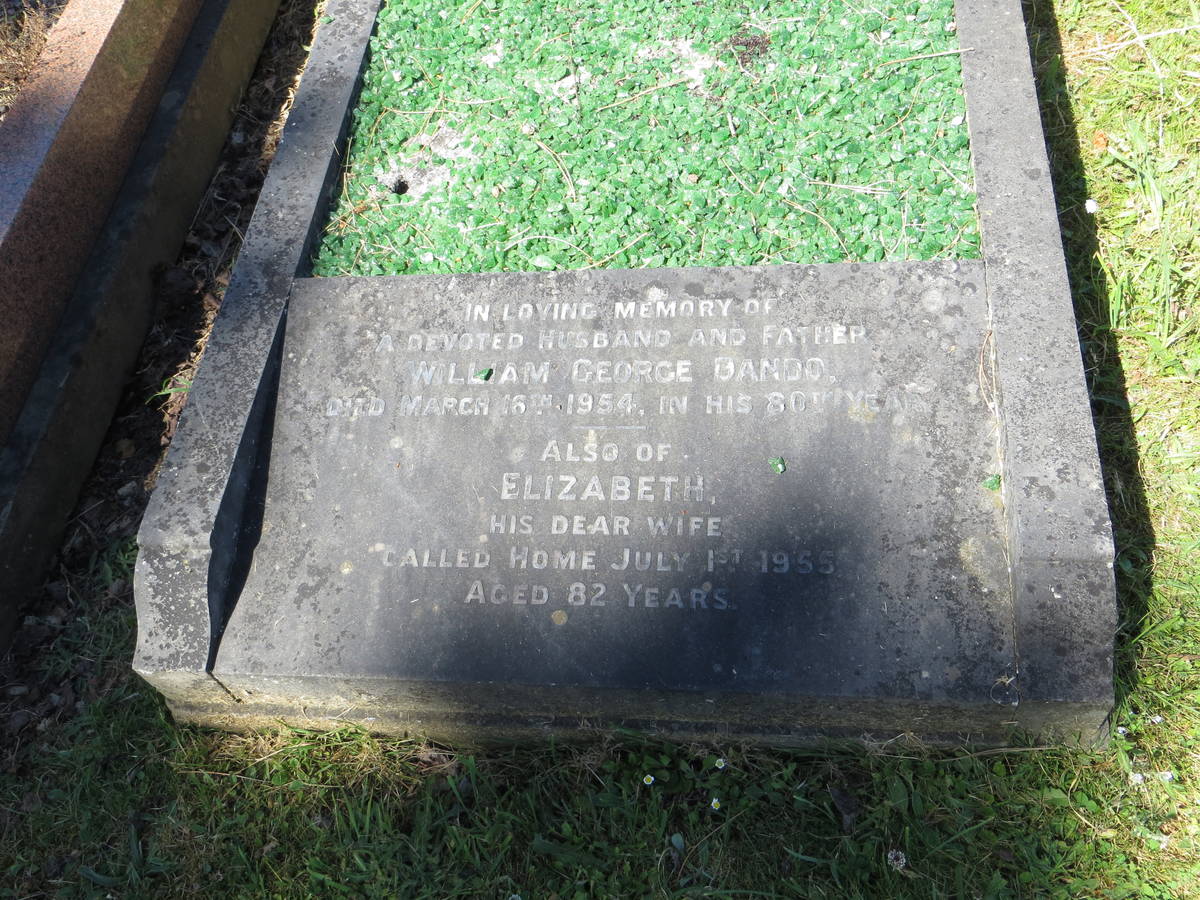 IN LOVING MEMORY OF
A DEVOTED HUSBAND AND FATHER
WILLIAM GEORGE DANDO,
DIED MARCH 16TH 1954, IN HIS 80TH YEAR.
ALSO OF
ELIZABETH,
HIS DEAR WIFE
CALLED HOME JULY 1ST 1955
AGED 82 YEARS.